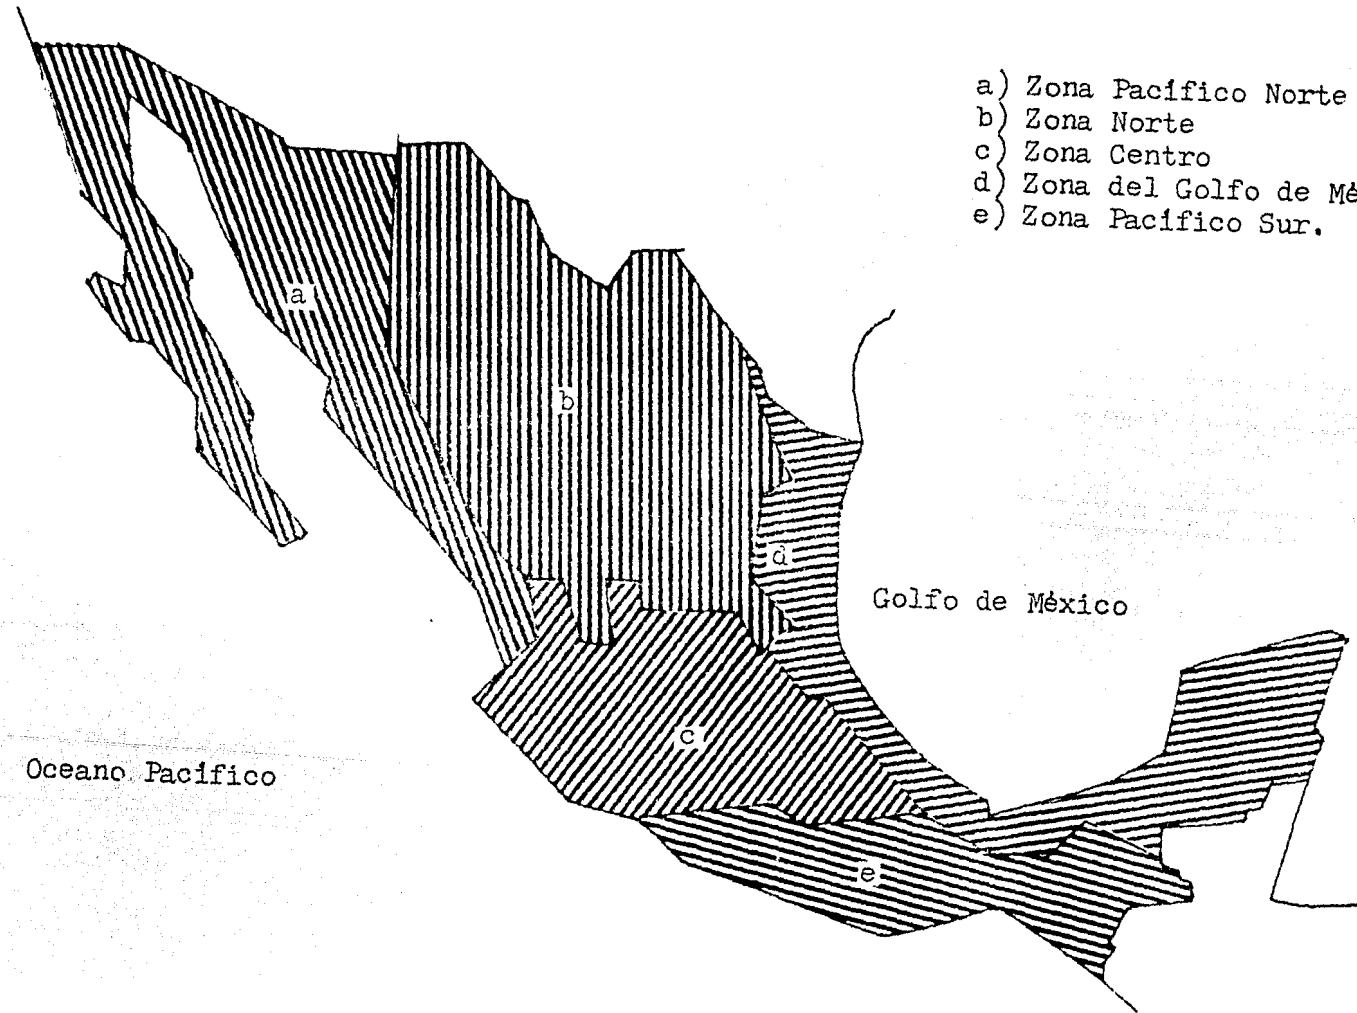 a) Zona Pacífico Norte
b) Zona Norte
c) Zona Centro
d) Zona del Golfo de Mé
e) Zona Pacífico Sur.
a
b
d
Golfo de México
c
Oceano Pacífico
e